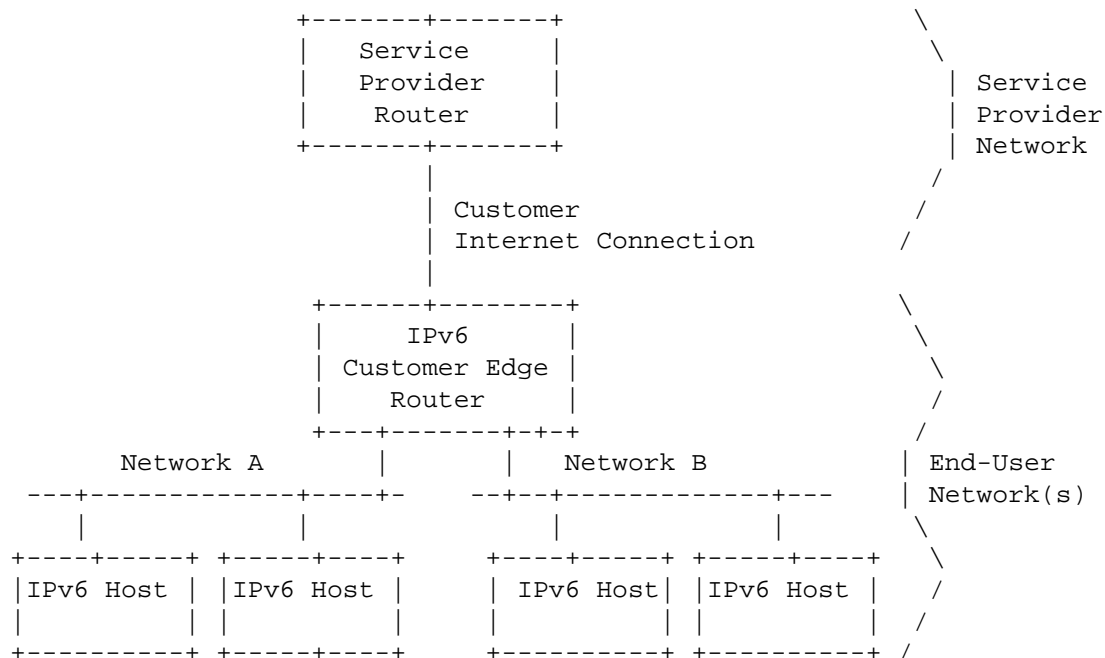 Service
Provider
Router
Service
Provider
Network
Customer
Internet Connection
IPv6
Customer Edge
Router
Network A
Network B
End-User
Network(s)
IPv6 Host
IPv6 Host
IPv6 Host
IPv6 Host